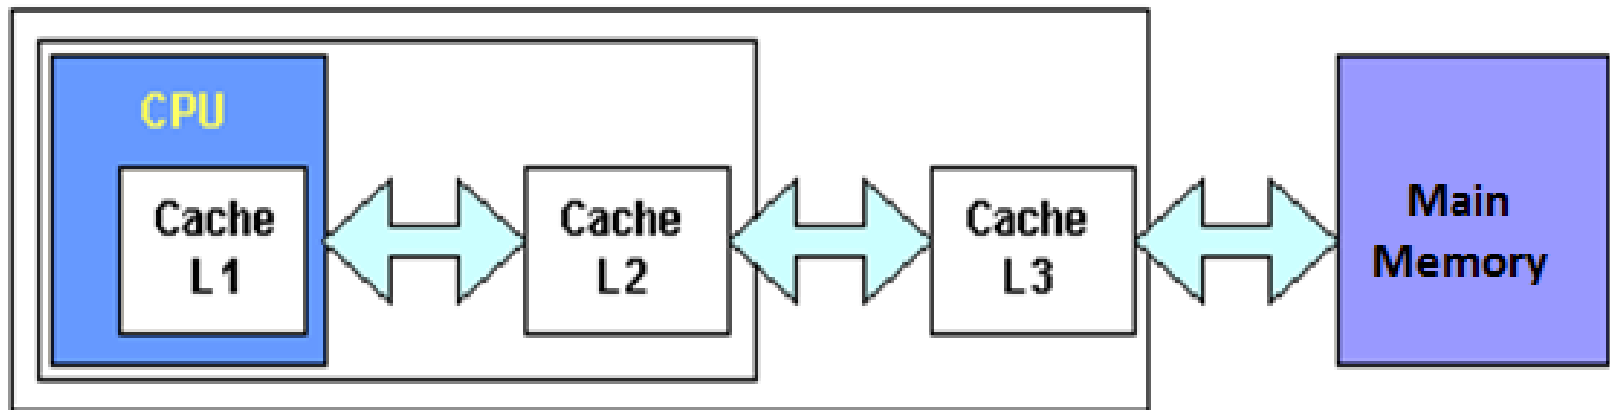 CPU
Cache
L1
Cache
L2
Cache
L3
Main
Memory